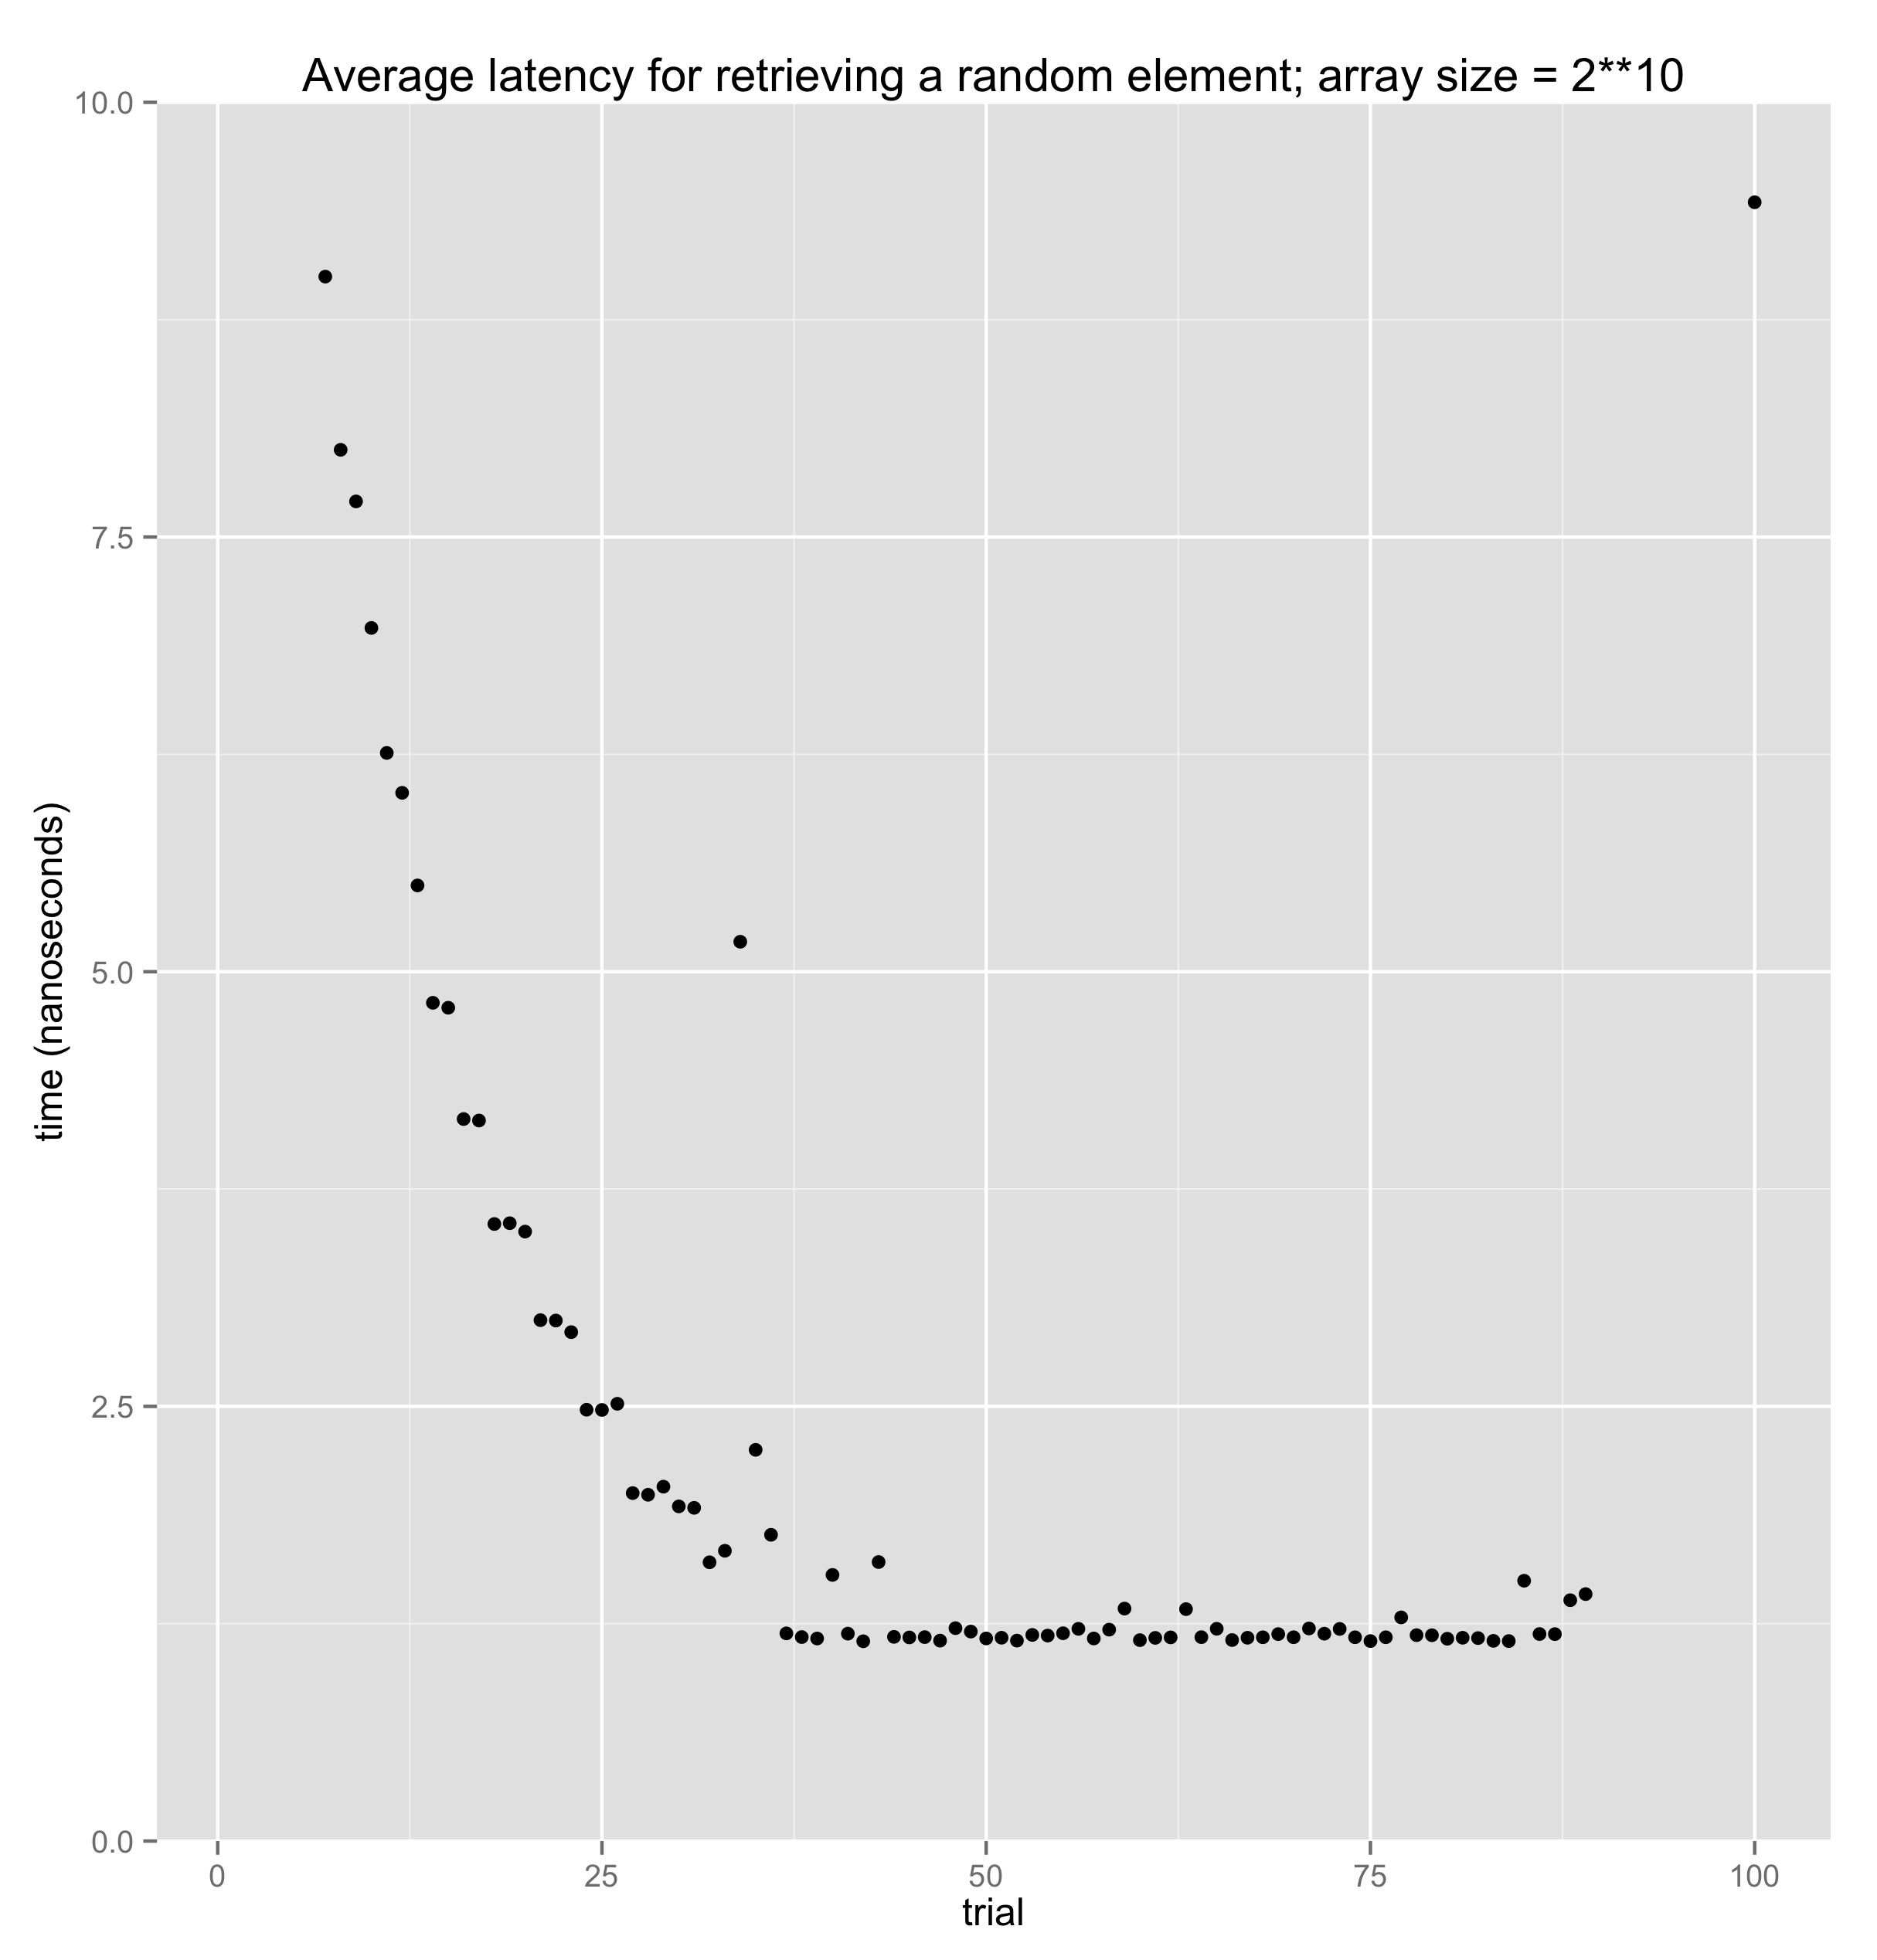 Average latency for retrieving a random element; array size = 2**10
10.0
7.5
5.0
2.5
0.0
time (nanoseconds)
0 25 50 75 100
trial